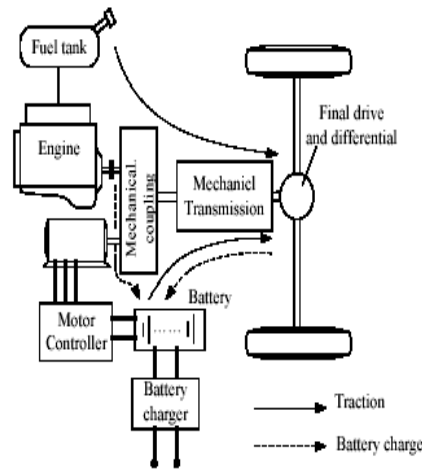 Fuel tank
Engine
Mechanical.
coupling
Mechaniel
Transmission
Final drive
and differential
Motor
Controller
Battery
Battery
charger
Traction
Battery charge